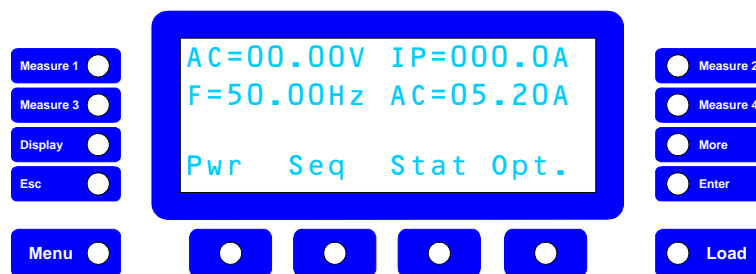 Measure 1
Measure 3
Display
Esc
Menu
AC=00.00V IP=000.0A
F=50.00Hz AC=05.20A
Pwr Seq Stat Opt.
Measure 2
Measure 4
More
Enter
Load